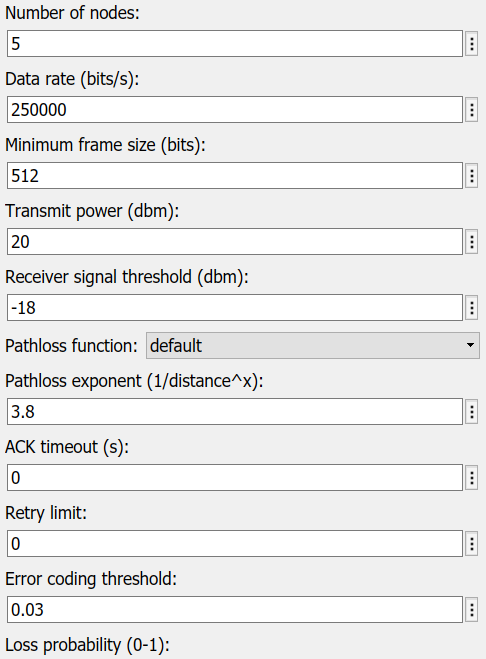 Number of nodes:
5
Data rate (bits/s):
250000
Minimum frame size (bits):
512
Transmit power (dbm):
20
Receiver signal threshold (dbm):
-18
Pathloss function: default
Pathloss exponent (1/distance^x):
3.8
ACK timeout (s):
0
Retry limit:
0
Error coding threshold:
0.03
Loss probability (0-1):